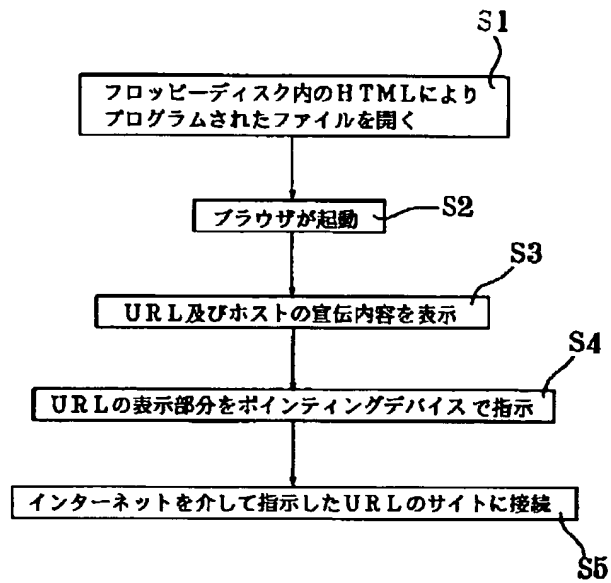 S1
フロッピーディスク内のHTMLにより
プログラムされたファイルを開く
ブラウザが起動
S2
S3
URL及びホストの宣伝内容を表示
S4
URLの表示部分をポインティングデバイスで指示
インターネットを介して指示したURLのサイトに接続
S5